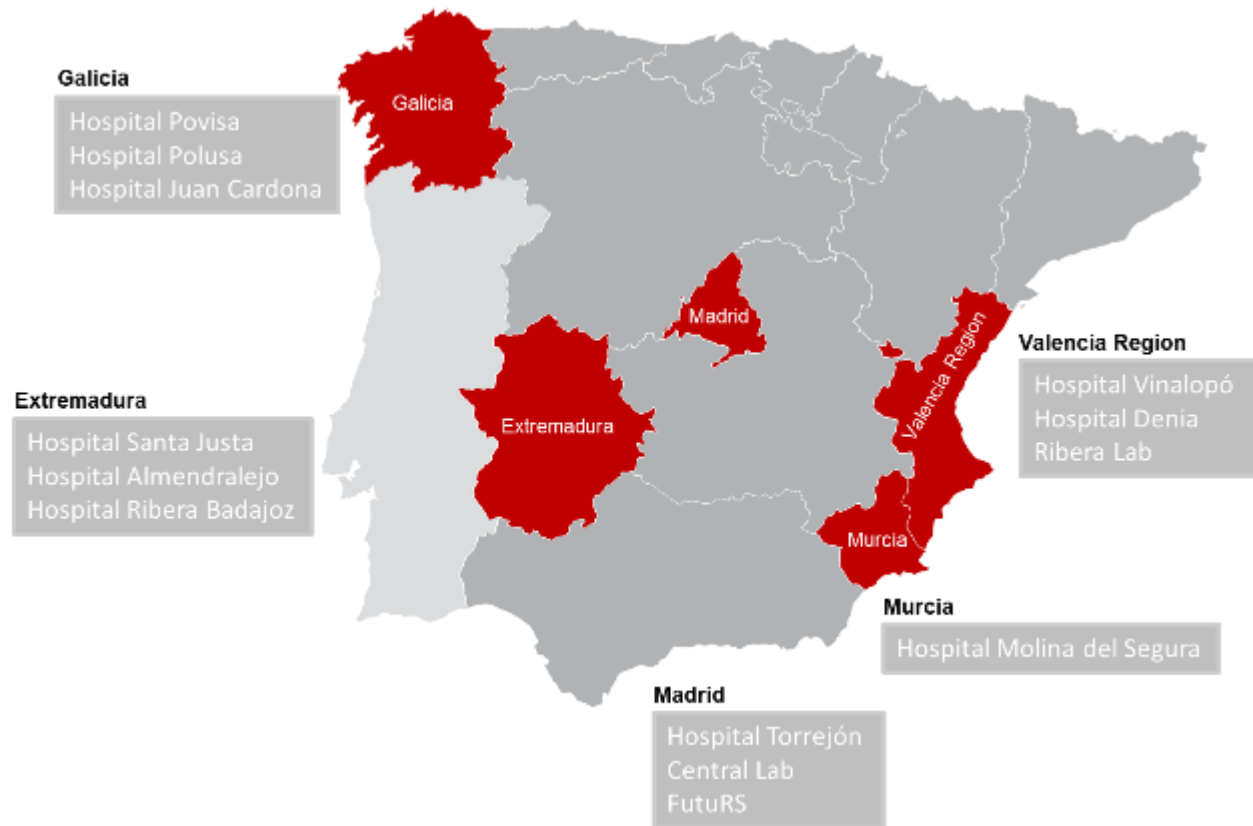 Galicia
Hospital Povisa
Hospital Polusa
Hospital Juan Cardona
Galicia
Madrid
Extremadura
Valencia Region
Murcia
Valencia Region
Hospital Vinalopó
Hospital Denia
Ribera Lab
Extremadura
Hospital Santa Justa
Hospital Almendralejo
Hospital Ribera Badajoz
Murcia
Hospital Molina del Segura
Madrid
Hospital Torrejón
Central Lab
FutuRS